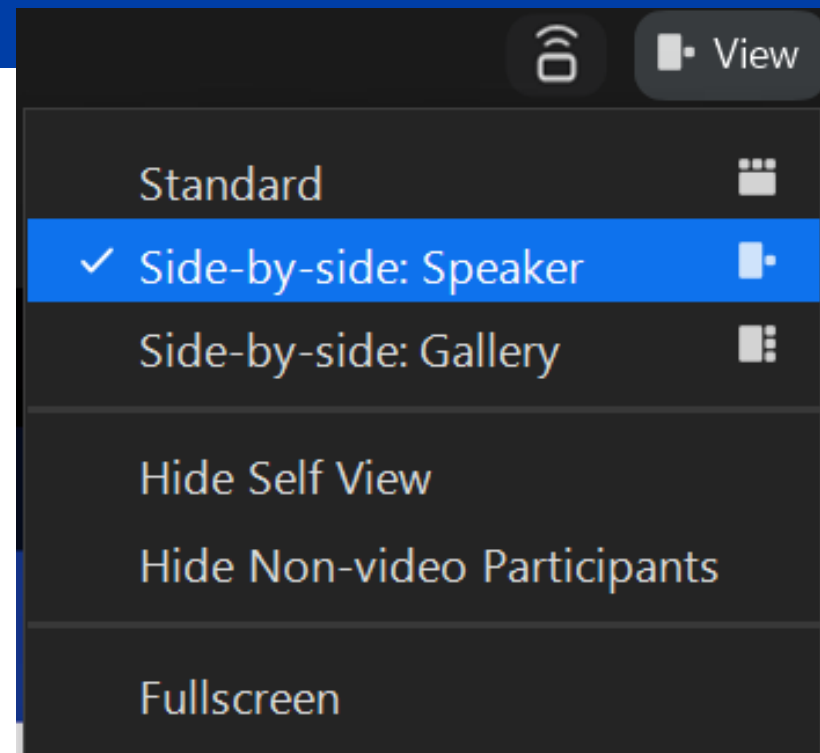 View
Standard
Side-by-side: Speaker
Side-by-side: Gallery
Hide Self View
Hide Non-video Participants
Fullscreen